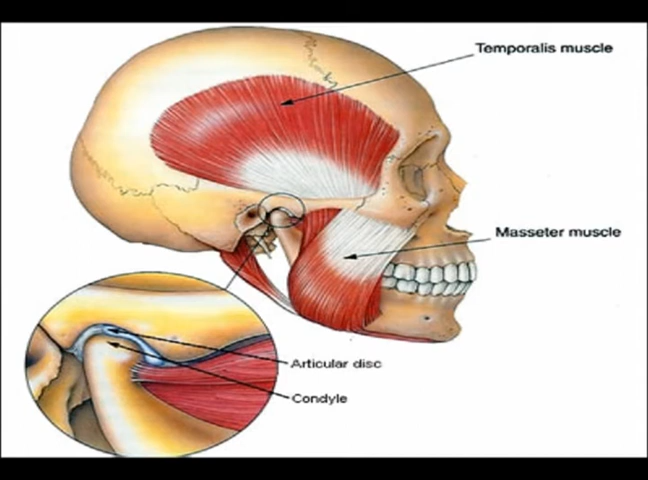 Temporalis muscle
Masseter muscle
Articular disc
Condyle